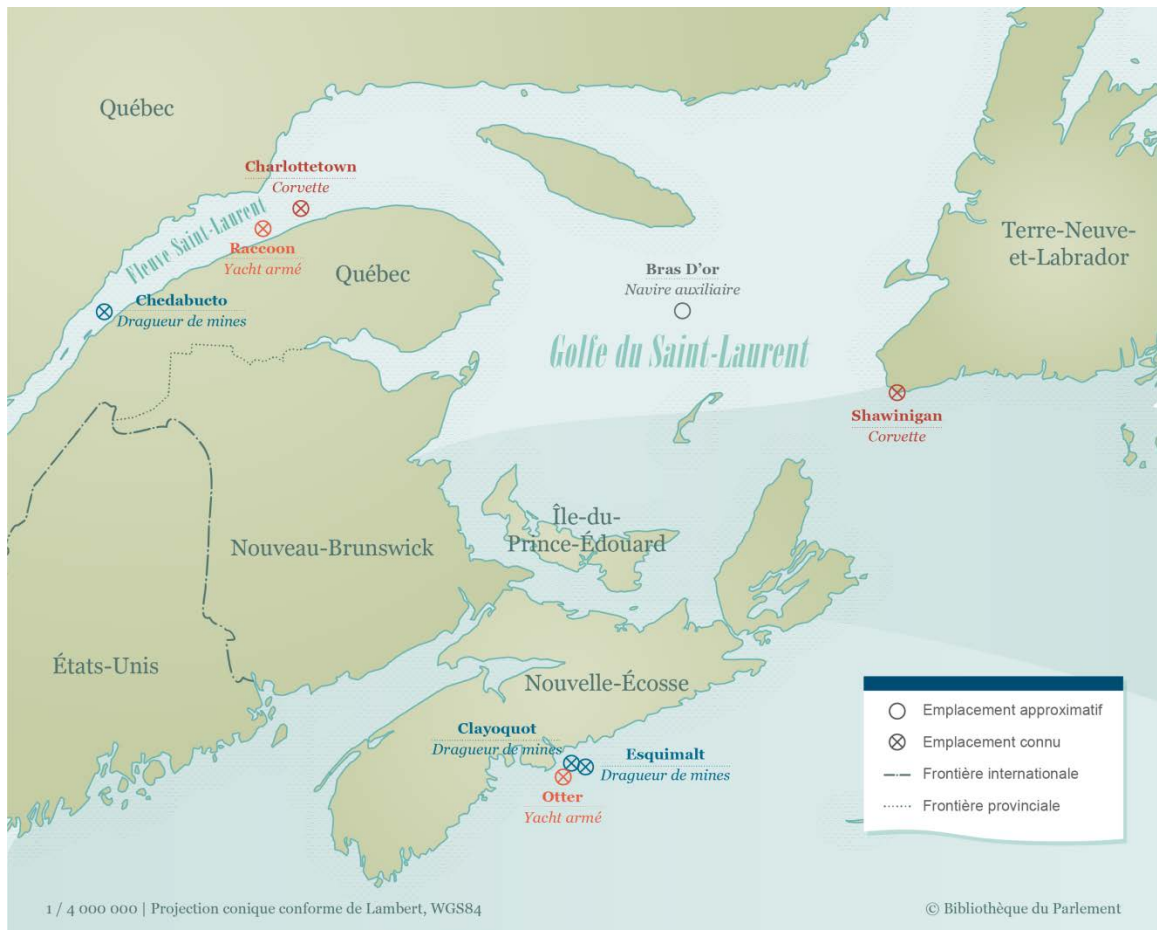 Québec
Charlottetown
Corvette
Fleuve Saint-Laurent
Raccoon
Yacht armé
Québec
Chedabucto
Dragueur de mines
Bras D'or
Navire auxiliaire
Golfe du Saint-Laurent
Terre-Neuve-
et-Labrador
Shawinigan
Corvette
Île-du-
Prince-Édouard
Nouveau-Brunswick
États-Unis
Nouvelle-Écosse
Clayoquot
Dragueur de mines
Esquimalt
Dragueur de mines
Otter
Yacht armé
Emplacement approximatif
Emplacement connu
Frontière internationale
Frontière provinciale
1 / 4 000 000 | Projection conique conforme de Lambert, WGS84
© Bibliothèque du Parlement